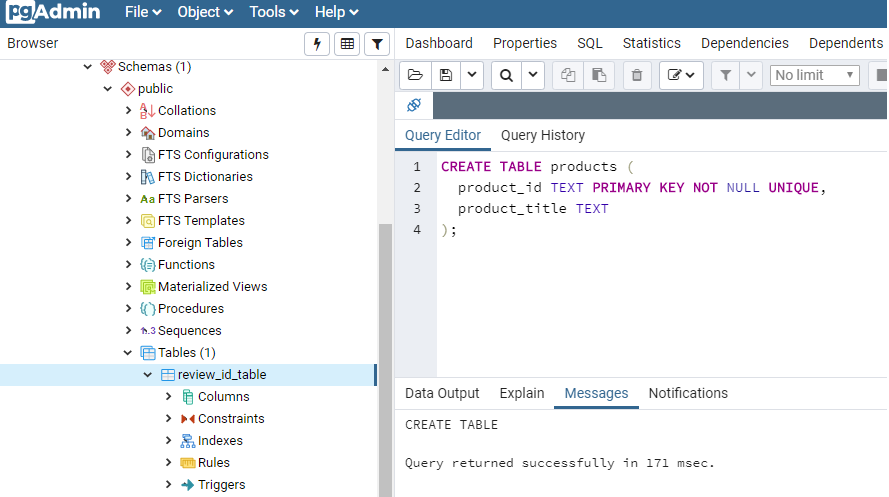 pgAdmin File Object Tools Help
Browser
Schemas (1)
public
Collations
Domains
FTS Configurations
FTS Dictionaries
Aa FTS Parsers
FTS Templates
Foreign Tables
Functions
Materialized Views
Procedures
1..3 Sequences
Tables (1)
review_id_table
Columns
Constraints
Indexes
Rules
Triggers
Dashboard Properties SQL Statistics Dependencies Dependents
No limit
Query Editor Query History
1 CREATE TABLE products (
2 product_id TEXT PRIMARY KEY NOT NULL UNIQUE,
3 product_title TEXT
4 );
Data Output Explain Messages Notifications
CREATE TABLE
Query returned successfully in 171 msec.